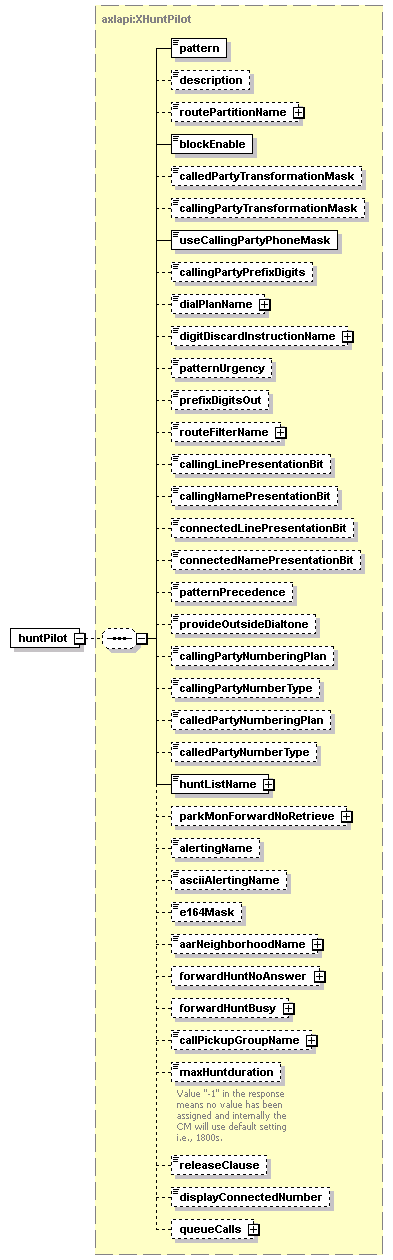 axlapi:XHuntPilot
pattern
description
routePartitionName
blockEnable
calledPartyTransformationMask
callingPartyTransformationMask
useCallingPartyPhoneMask
callingPartyPrefixDigits
dialPlanName
digitDiscardInstructionName
patternUrgency
prefixDigitsOut
routeFilterName
callingLinePresentationBit
callingNamePresentationBit
connectedLinePresentationBit
connectedNamePresentationBit
patternPrecedence
provideOutsideDialtone
huntPilot
callingPartyNumberingPlan
callingPartyNumberType
calledPartyNumberingPlan
calledPartyNumberType
huntListName
parkMonForwardNoRetrieve
alertingName
asciiAlertingName
e164Mask
aarNeighborhoodName
forwardHuntNoAnswer
forwardHuntBusy
callPickupGroupName
maxHuntduration
Value "-1" in the response
means no value has been
assigned and internally the
CM will use default setting
i.e., 1800s.
releaseClause
displayConnectedNumber
queueCalls